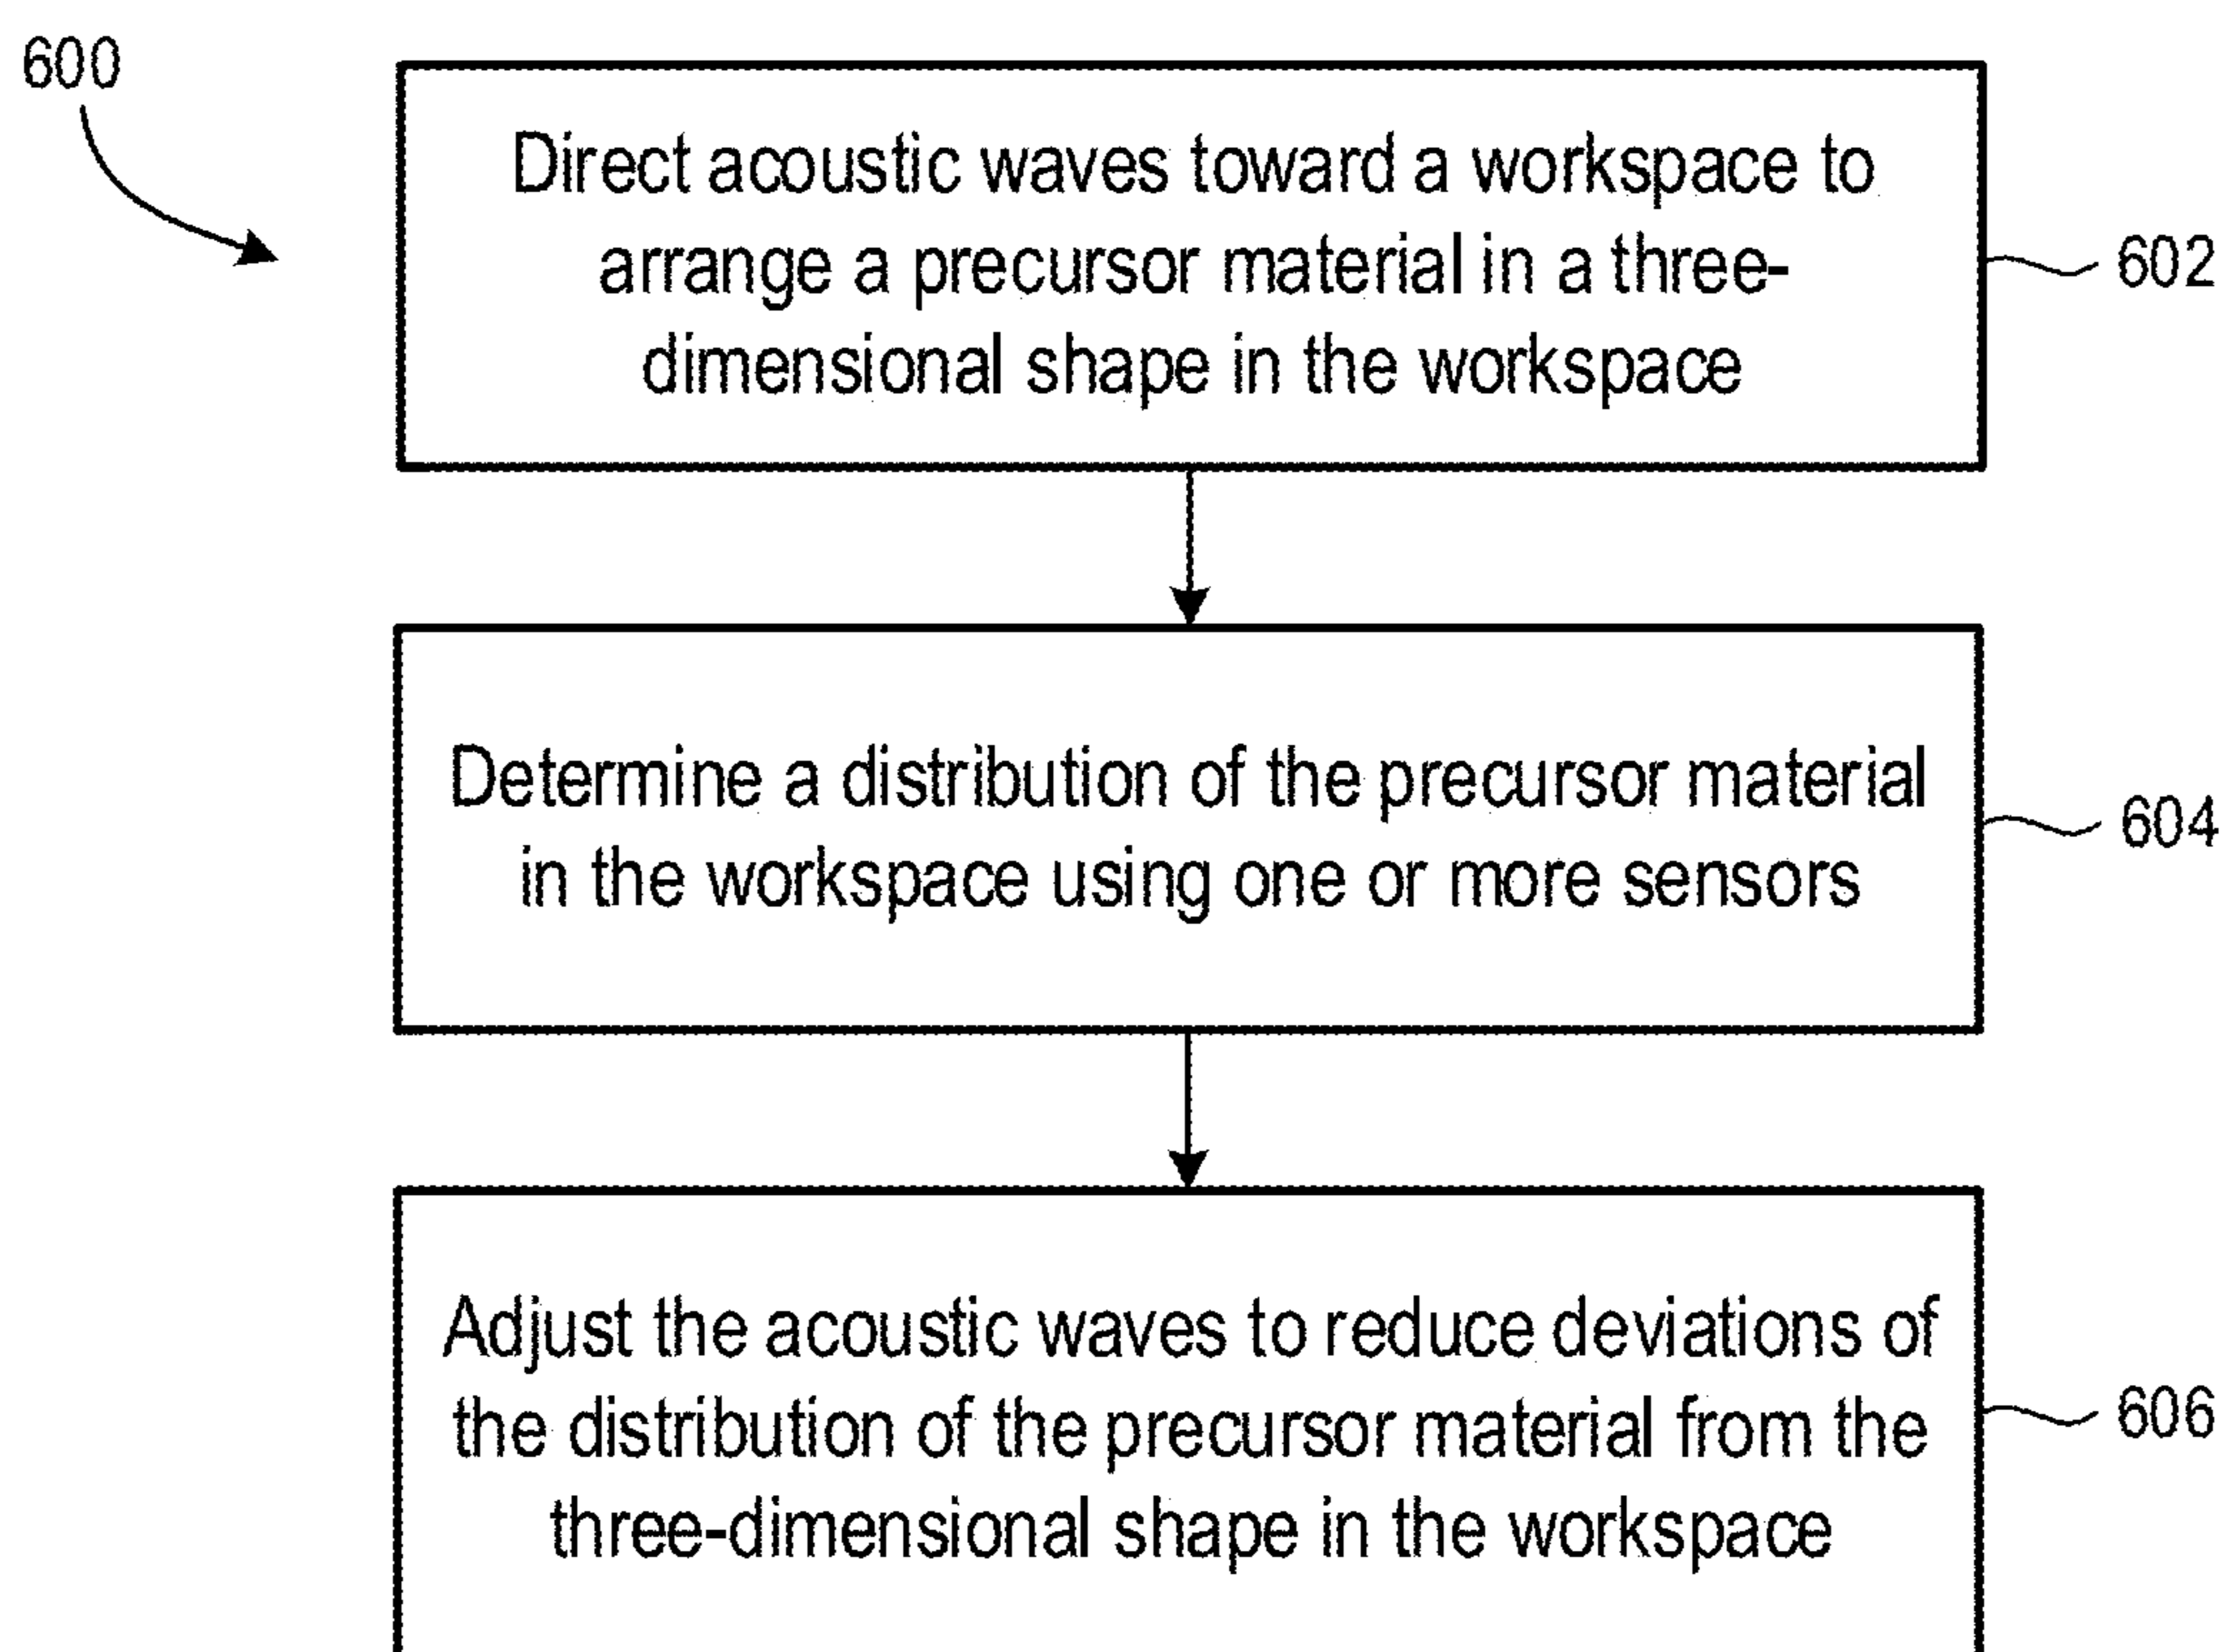 600
Direct acoustic waves toward a workspace to
arrange a precursor material in a three-
dimensional shape in the workspace
602
Determine a distribution of the precursor material
in the workspace using one or more sensors
604
Adjust the acoustic waves to reduce deviations of
the distribution of the precursor material from the
three-dimensional shape in the workspace
606